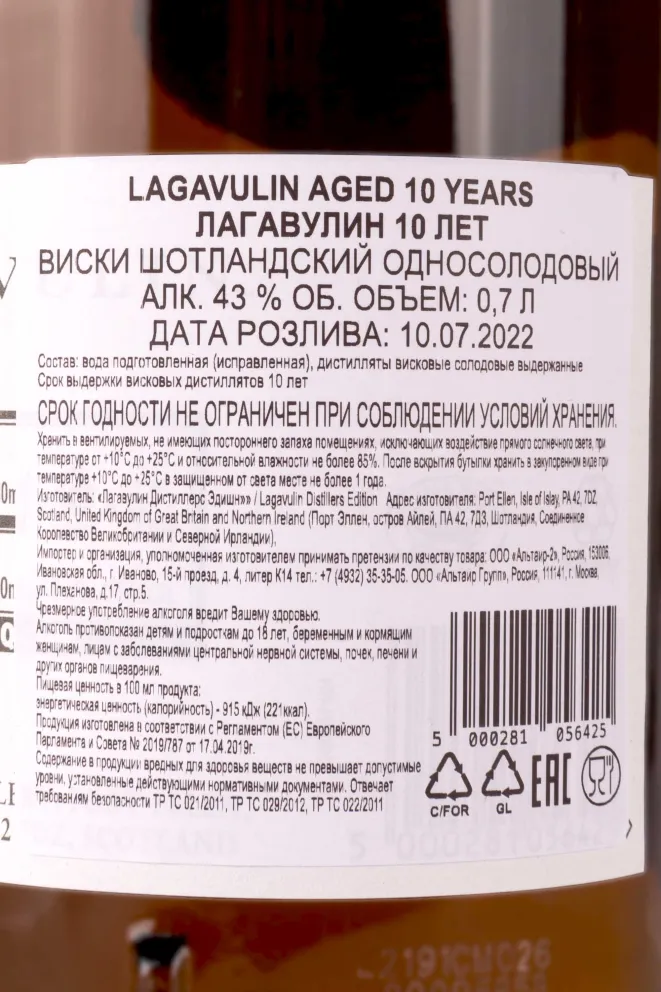 LAGAVULIN AGED 10 YEARS
ЛАГАВУЛИН 10 ЛЕТ
ВИСКИ ШОТЛАНДСКИЙ ОДНОСОЛОДОВЫЙ
АЛК. 43 % ОБ. ОБЪЕМ: 0,7 Л
ДАТА РОЗЛИВА: 10.07.2022
Состав: вода подготовленная (исправленная), дистилляты висковые солодовые выдержанные
Срок выдержки висковых дистиллятов 10 лет
СРОК ГОДНОСТИ НЕ ОГРАНИЧЕН ПРИ СОБЛЮДЕНИИ УСЛОВИЙ ХРАНЕНИЯ.
Хранить в вентилируемых, не имеющих постороннего запаха помещениях, исключающих воздействие прямого солнечного света, при
температуре от +10°С до +25°С и относительной влажности не более 85%. После вскрытия бутылки хранить в закупоренном виде при
температуре +10°С до +25°С в защищенном от света месте не более 1 года.
Изготовитель: «Лагавулин Дистиллерс Эдишн»» / Lagavulin Distillers Edition Адрес изготовителя: Port Ellen, Isle of Islay, PA 42, 7DZ,
Scotland, United Kingdom of Great Britain and Northern Ireland (Порт Эллен, остров Айлей, ПА 42, 7ДЗ, Шотландия, Соединенное
Королевство Великобритании и Северной Ирландии),
Импортер и организация, уполномоченная изготовителем принимать претензии по качеству товара: ООО «Альтаир-2», Россия, 153006,
Ивановская обл., г. Иваново, 15-й проезд, д. 4, литер К14 тел.: +7 (4932) 35-35-05. ООО «Альтаир Групп», Россия, 111141, г. Москва,
ул. Плеханова, д.17, стр.5.
Чрезмерное употребление алкоголя вредит Вашему здоровью.
Алкоголь противопоказан детям и подросткам до 18 лет, беременным и кормящим
женщинам, лицам с заболеваниями центральной нервной системы, почек, печени и
других органов пищеварения.
Пищевая ценность в 100 мл продукта:
энергетическая ценность (калорийность) - 915 кДж (221ккал).
Продукция изготовлена в соответствии с Регламентом (ЕС) Европейского
Парламента и Совета № 2019/787 от 17.04.2019г.
Содержание в продукции вредных для здоровья веществ не превышает допустимые
уровни, установленные действующими нормативными документами. Отвечает
требованиям безопасности ТР ТС 021/2011, ТР ТС 029/2012, ТР ТС 022/2011
5 000281 056425
C/FOR GL EAC